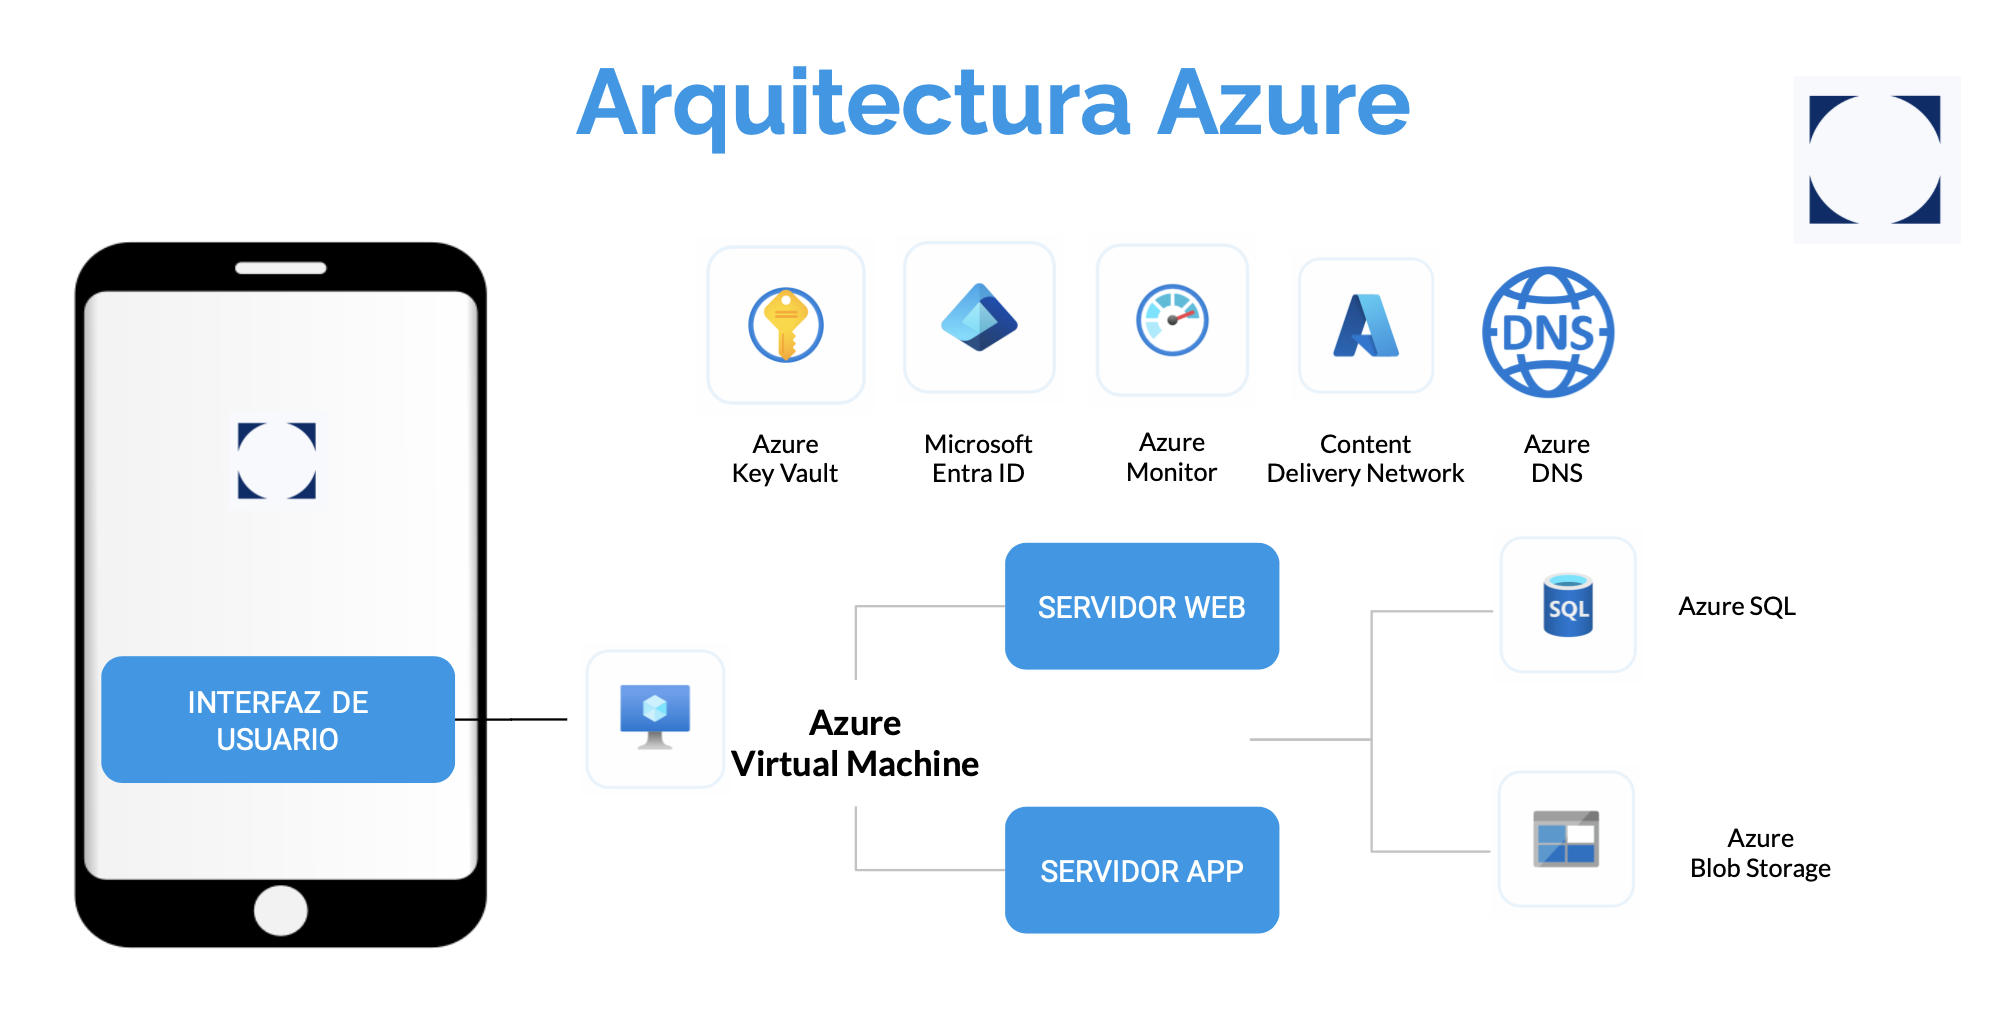 Arquitectura Azure
DNS
Azure
Key Vault
Microsoft
Entra ID
Azure
Monitor
Content
Delivery Network
Azure
DNS
INTERFAZ DE
USUARIO
Azure
Virtual Machine
SERVIDOR WEB
SERVIDOR APP
SQL
Azure SQL
Azure
Blob Storage